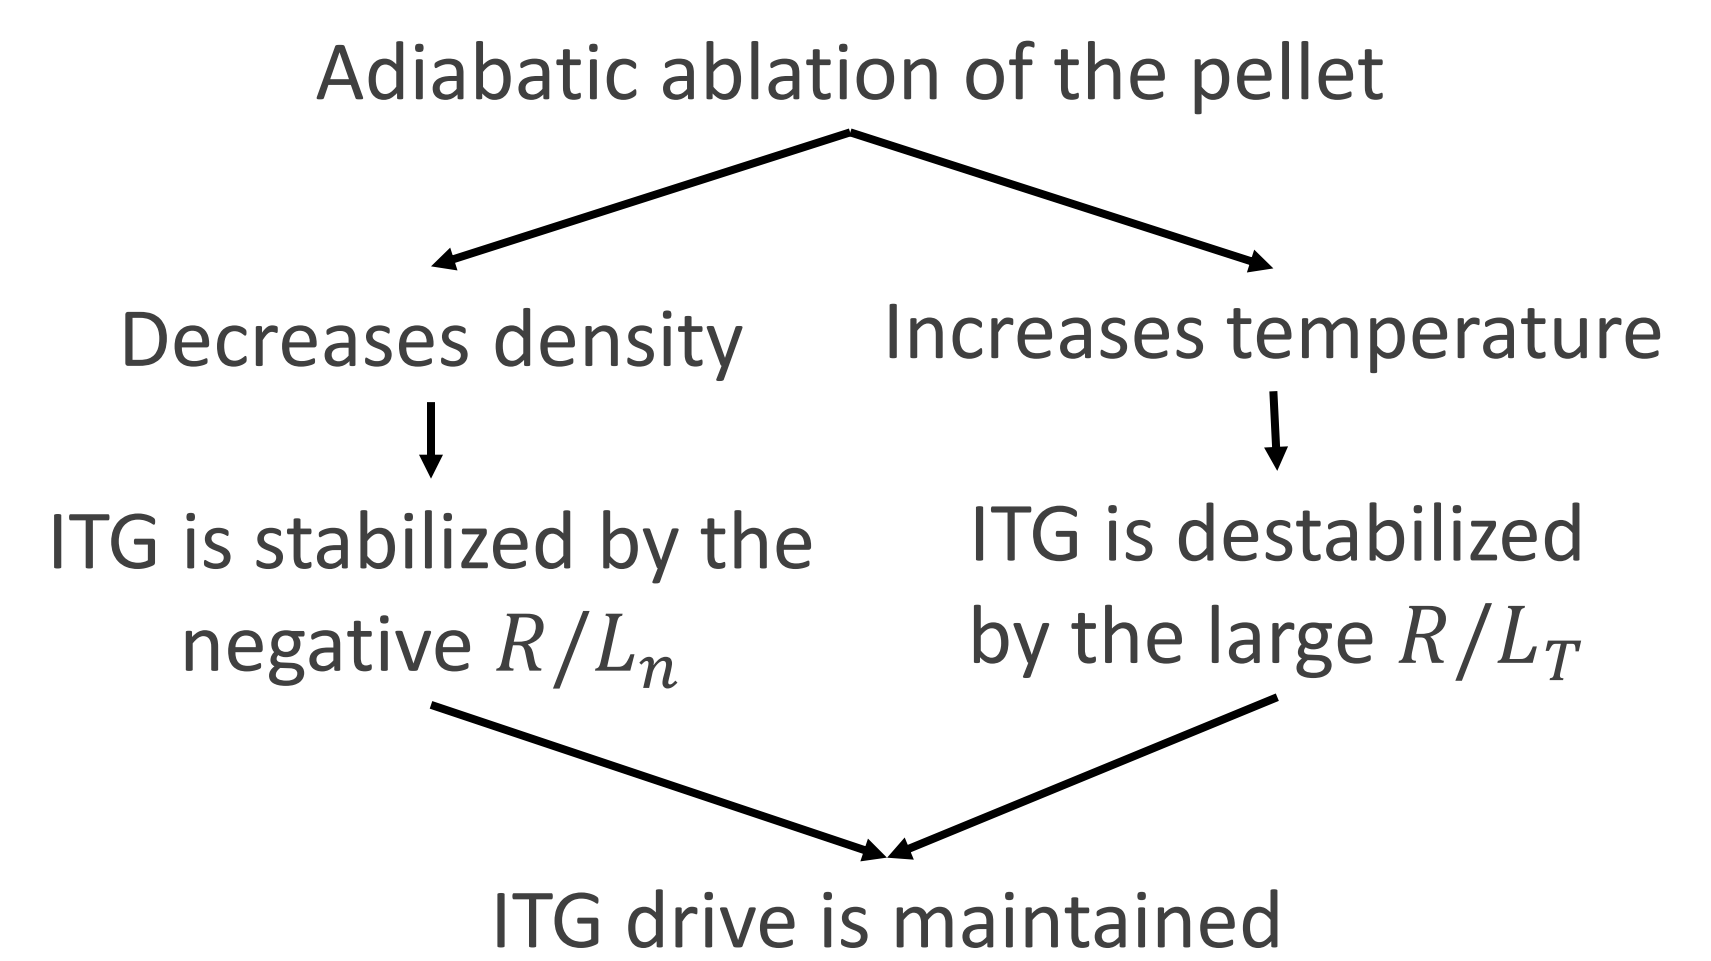 Adiabatic ablation of the pellet
Decreases density
Increases temperature
ITG is stabilized by the
negative R/Lₙ
ITG is destabilized
by the large R/L_T
ITG drive is maintained